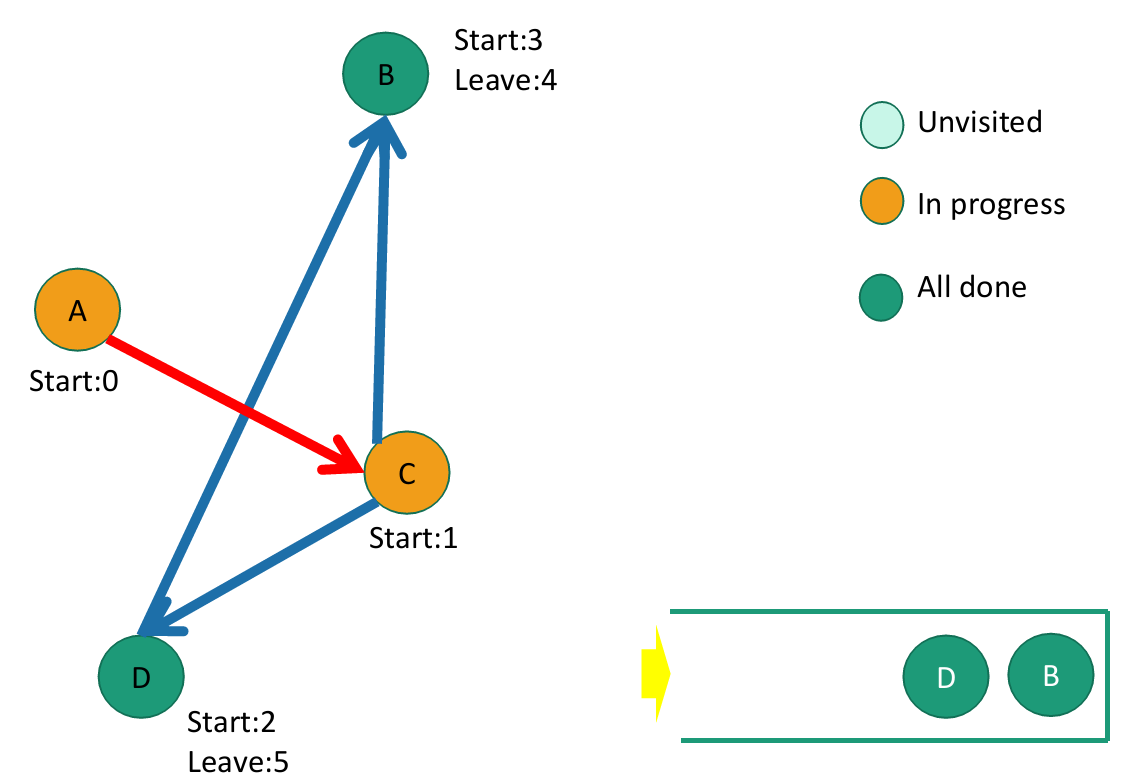 B
Start:3
Leave:4
Unvisited
In progress
All done
A
Start:0
C
Start:1
D
Start:2
Leave:5
D
B